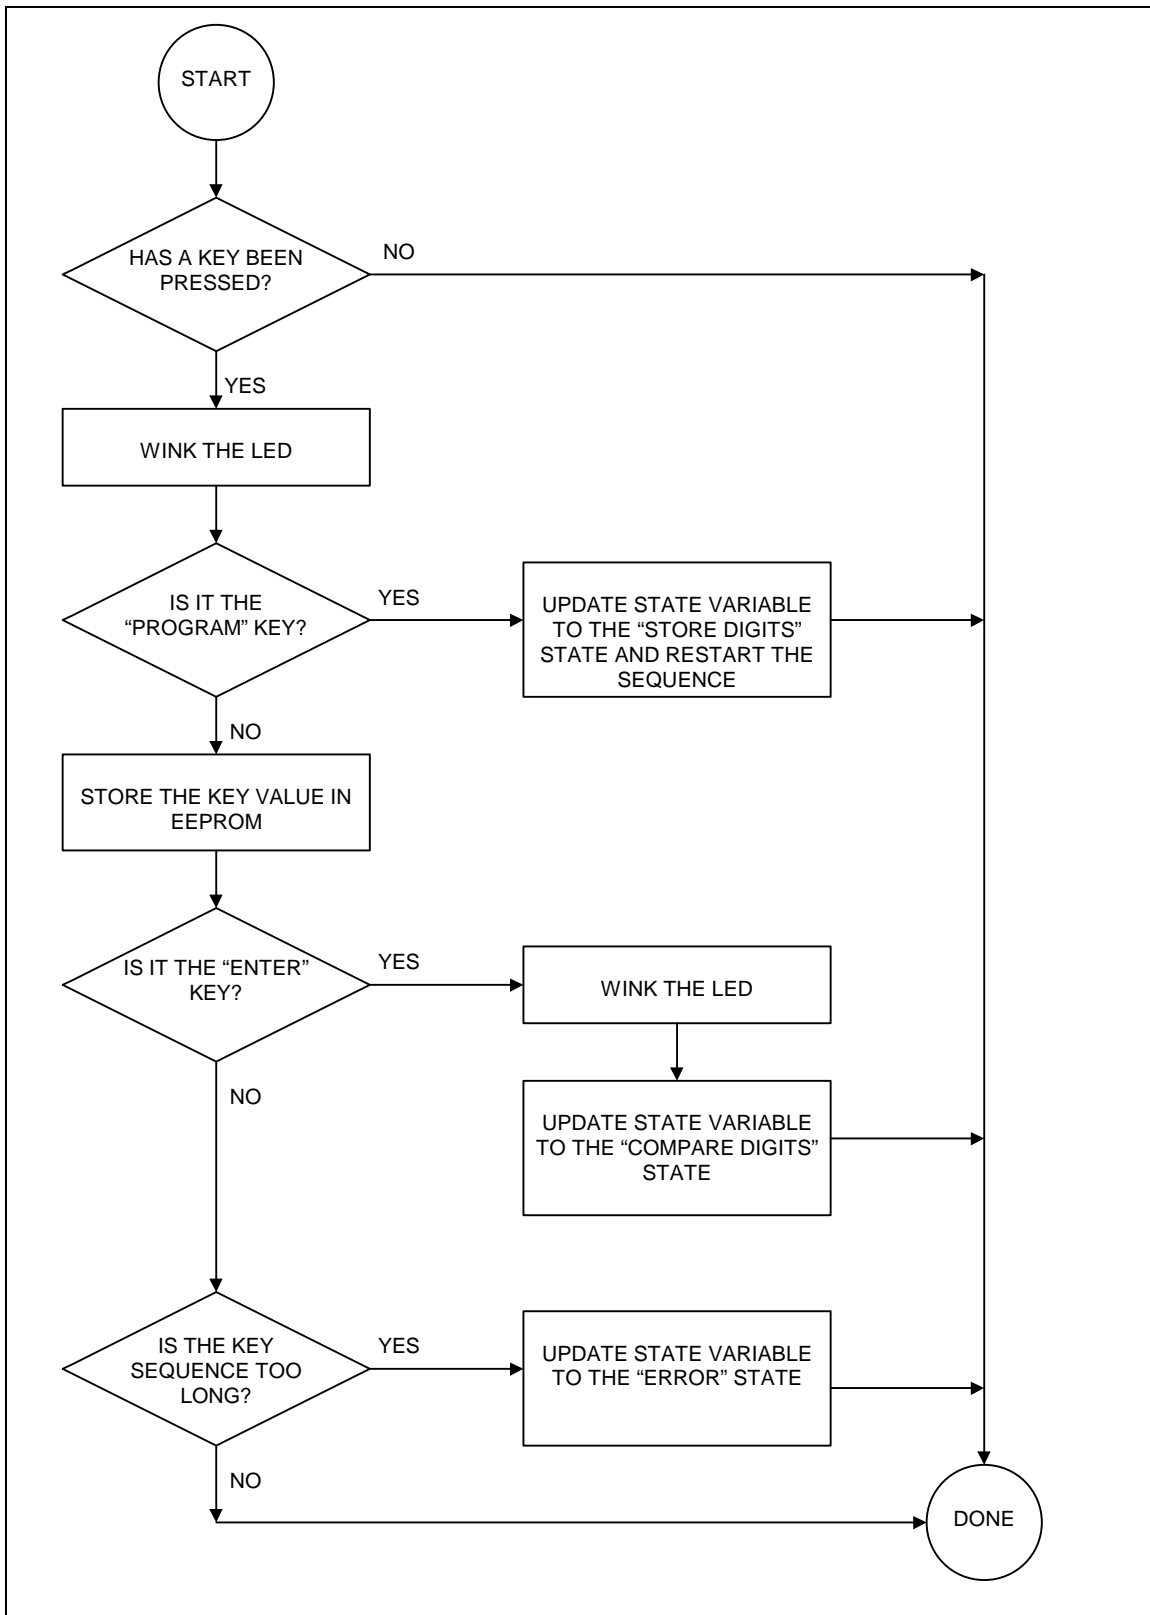 START
HAS A KEY BEEN
PRESSED?
NO
YES
WINK THE LED
IS IT THE
“PROGRAM” KEY?
YES
UPDATE STATE VARIABLE
TO THE “STORE DIGITS”
STATE AND RESTART THE
SEQUENCE
NO
STORE THE KEY VALUE IN
EEPROM
IS IT THE “ENTER”
KEY?
YES
WINK THE LED
NO
UPDATE STATE VARIABLE
TO THE “COMPARE DIGITS”
STATE
IS THE KEY
SEQUENCE TOO
LONG?
YES
UPDATE STATE VARIABLE
TO THE “ERROR” STATE
NO
DONE